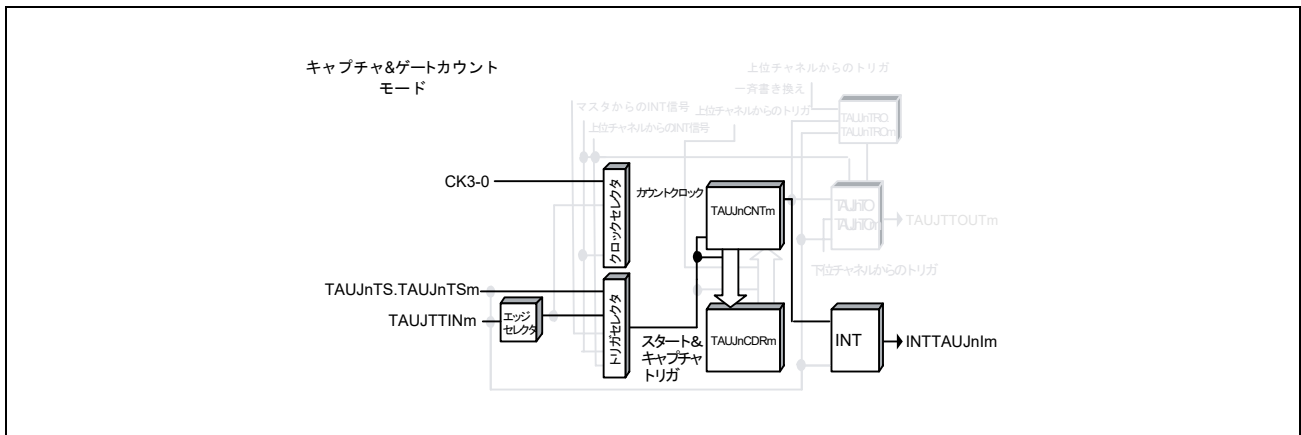 キャプチャ&ゲートカウント
モード
上位チャネルからのトリガ
一斉書き換え
マスタからのINT信号
上位チャネルからのトリガ
上位チャネルからのINT信号
TAUJnTRO.
TAUJnTROm
CK3-0
クロックセレクタ
カウントクロック
TAUJnCNTm
TAUJnTO
TAUJnTOm
TAUJTTOUTm
下位チャネルからのトリガ
TAUJnTS.TAUJnTSm
TAUJTTINm
エッジ
セレクタ
トリガセレクタ
スタート&
キャプチャ
トリガ
TAUJnCDRm
INT
INTTAUJnIm